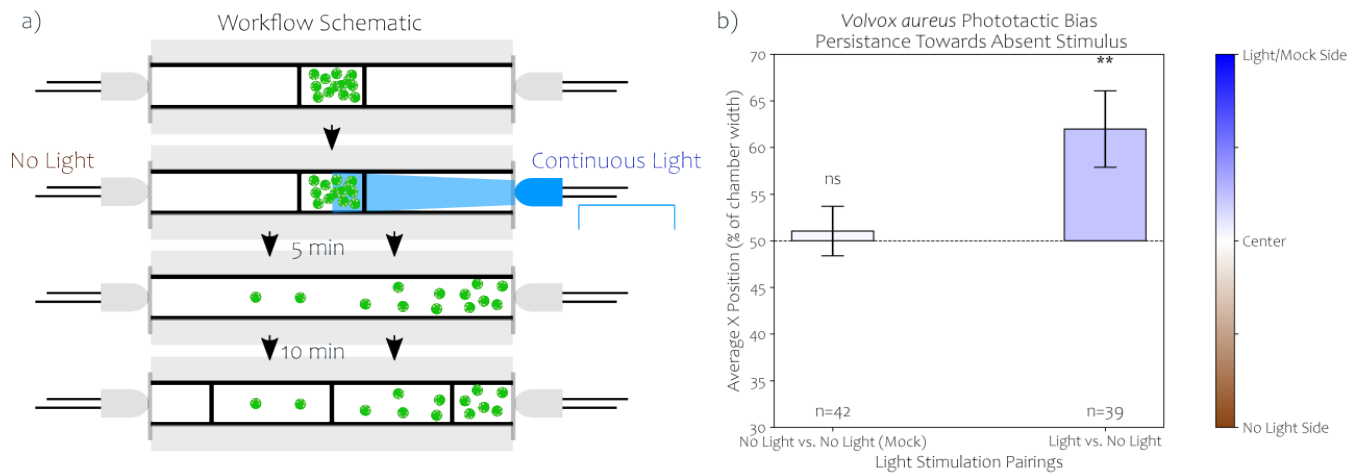 a)
Workflow Schematic
No Light
Continuous Light
5 min
10 min
b)
Volvox aureus Phototactic Bias
Persistance Towards Absent Stimulus
Average X Position (% of chamber width)
70
65
60
55
50
45
40
35
30
ns
**
n=42
n=39
No Light vs. No Light (Mock)
Light vs. No Light
Light Stimulation Pairings
Light/Mock Side
Center
No Light Side